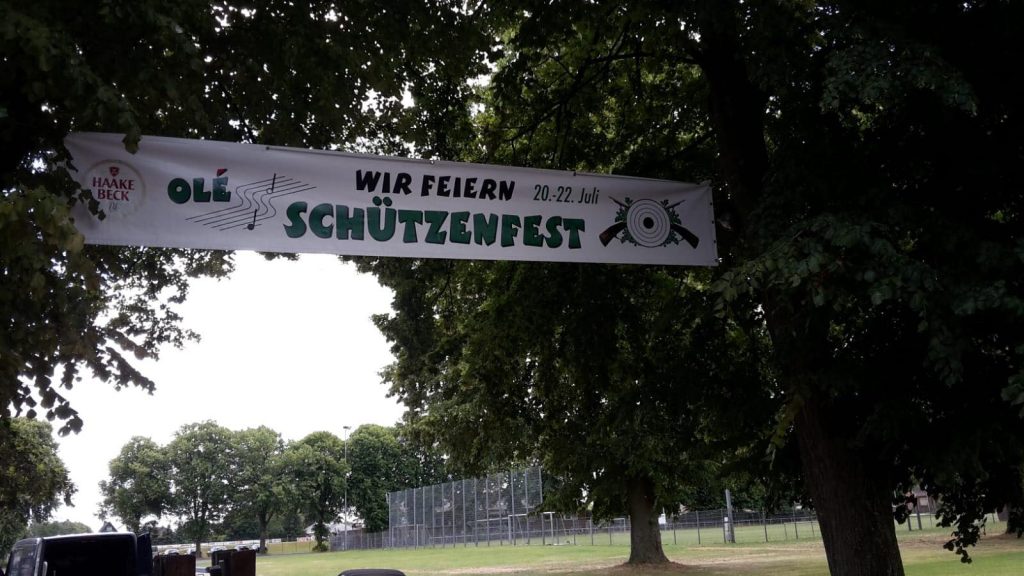 HAAKE
BECK
OLÉ
WIR FEIERN
20.-22. Juli
SCHÜTZENFEST